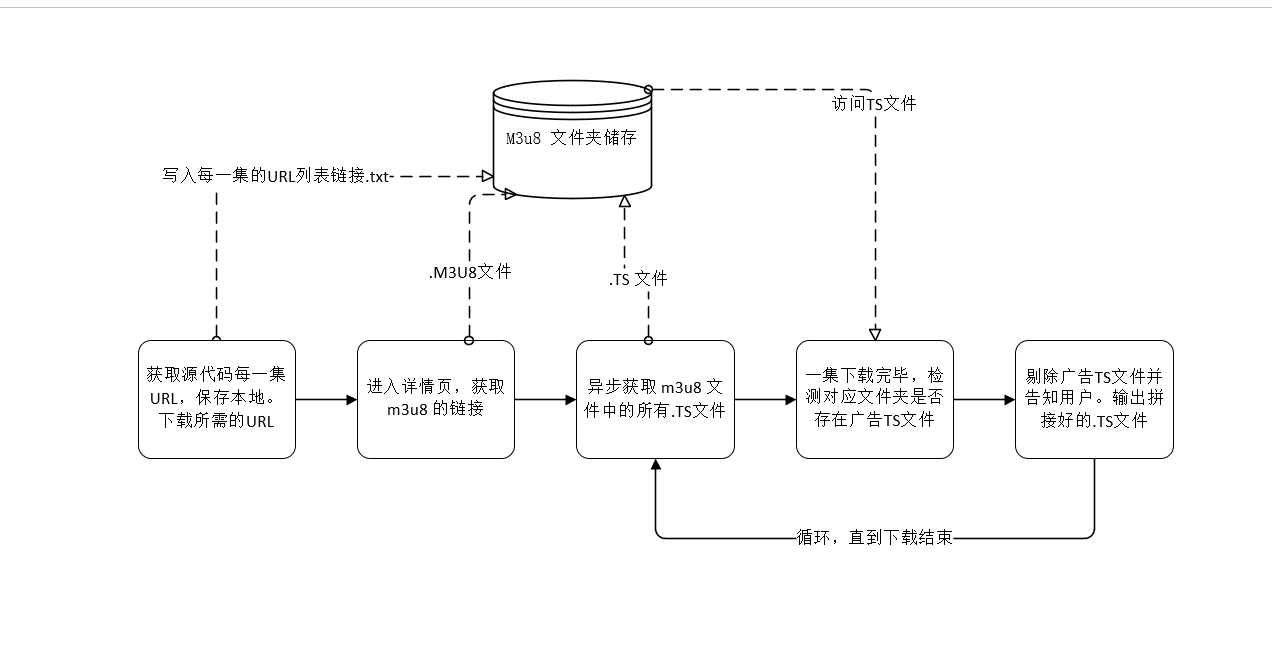 访问TS文件
M3u8 文件夹储存
写入每一集的URL列表链接.txt
.M3U8文件
.TS 文件
获取源代码每一集
URL，保存本地。
下载所需的URL
进入详情页，获取
m3u8 的链接
异步获取 m3u8 文
件中的所有.TS文件
一集下载完毕，检
测对应文件夹是否
存在广告TS文件
剔除广告TS文件并
告知用户。输出拼
接好的.TS文件
循环，直到下载结束